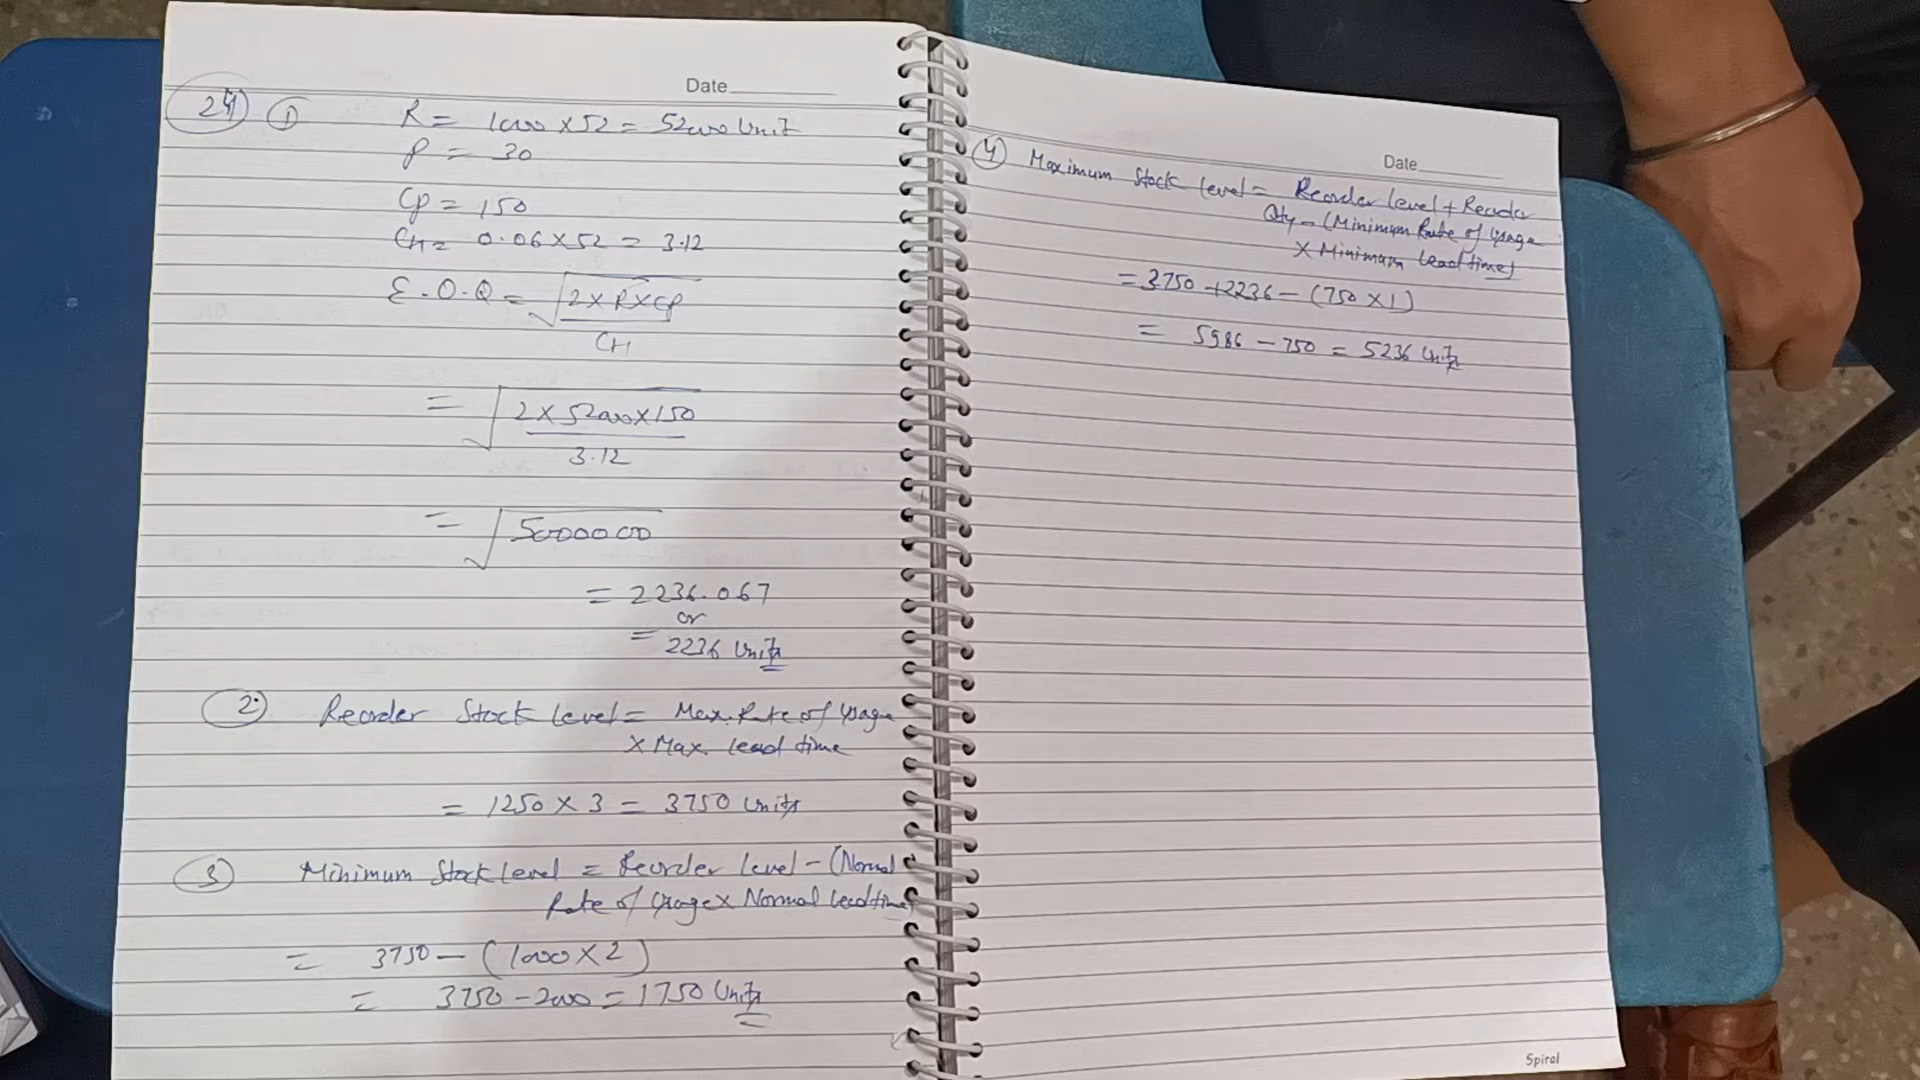 Date
24) ① R = 1000 × 52 = 52000 Unit
P = 30
Cp = 150
CH = 0.06 × 52 = 3.12
E.O.Q = √2×R×Cp
CH
= √2 × 52000 × 150
3.12
= √5000000
= 2236.067
or
= 2236 Units
2. Reorder Stock Level = Max. Rate of Usage
× Max. lead time
= 1250 × 3 = 3750 Units
3 Minimum Stock Level = Reorder level - (Normal
Rate of Usage × Normal Lead time
= 3750 - (1000 × 2)
= 3750 - 2000 = 1750 Units
Date
4 Maximum Stock level = Reorder level + Reorder
Qty - (Minimum Rate of Usage
× Minimum Lead time)
= 3750 + 2236 - (750 × 1)
= 5986 - 750 = 5236 Units
Spiral